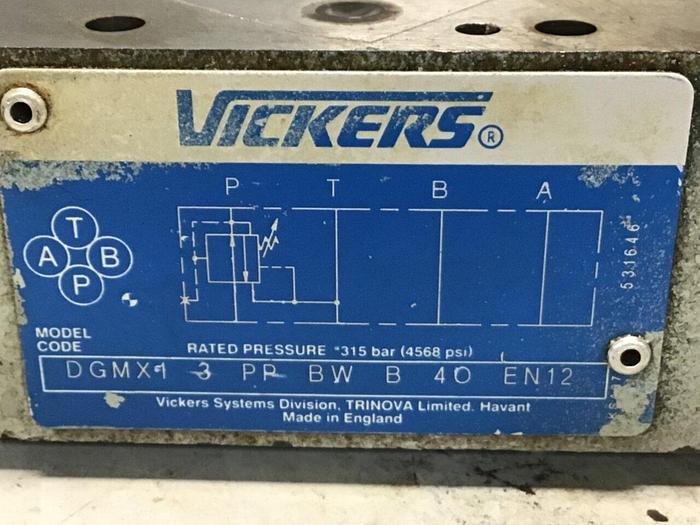 VICKERS ®
P T B A
T
A B
P
531646
MODEL
CODE
RATED PRESSURE *315 bar (4568 psi)
DGMX1 3 PP BW B 40 EN12
Vickers Systems Division, TRINOVA Limited. Havant
Made in England